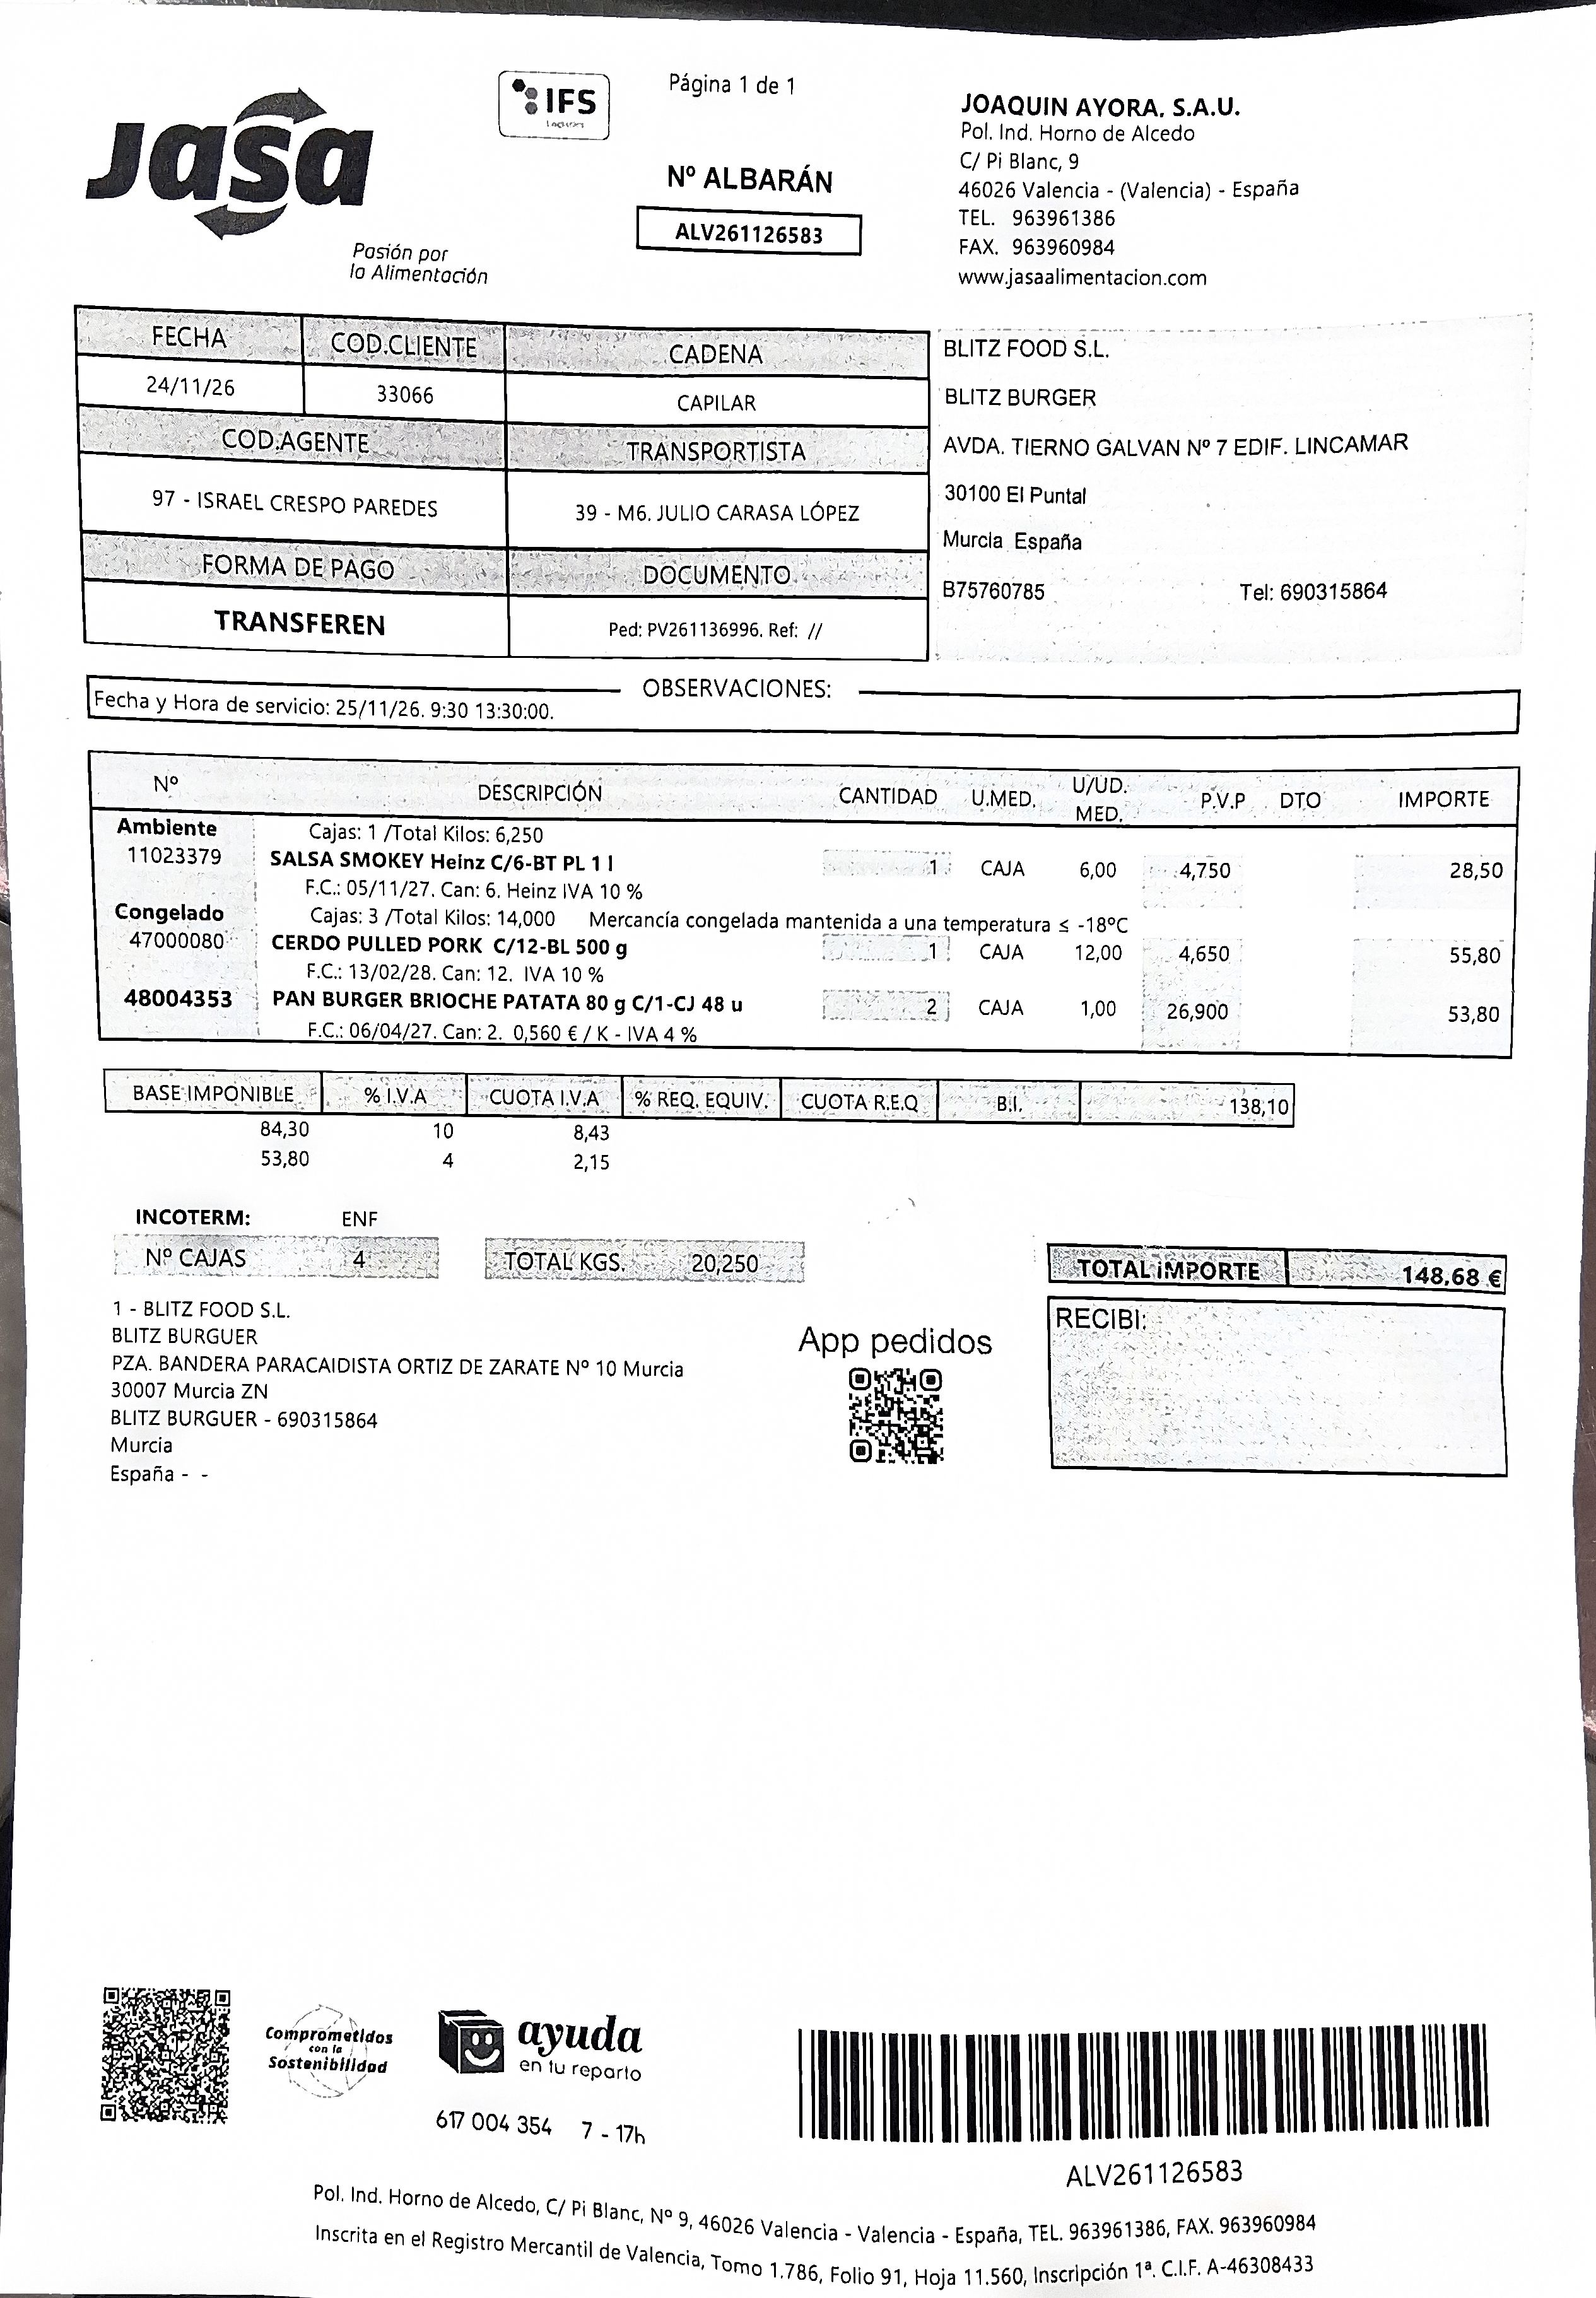 Jasa
Pasión por
la Alimentación
IFS
Logistics
Página 1 de 1
Nº ALBARÁN
ALV261126583
JOAQUIN AYORA, S.A.U.
Pol. Ind. Horno de Alcedo
C/ Pi Blanc, 9
46026 Valencia - (Valencia) - España
TEL. 963961386
FAX. 963960984
www.jasaalimentacion.com
FECHA COD.CLIENTE CADENA
24/11/26 33066 CAPILAR
COD.AGENTE TRANSPORTISTA
97 - ISRAEL CRESPO PAREDES 39 - M6. JULIO CARASA LÓPEZ
FORMA DE PAGO DOCUMENTO
TRANSFEREN Ped: PV261136996. Ref: //
BLITZ FOOD S.L.
BLITZ BURGER
AVDA. TIERNO GALVAN Nº 7 EDIF. LINCAMAR
30100 El Puntal
Murcia España
B75760785 Tel: 690315864
OBSERVACIONES:
Fecha y Hora de servicio: 25/11/26. 9:30 13:30:00.
Nº DESCRIPCIÓN CANTIDAD U.MED. U/UD. MED. P.V.P DTO IMPORTE
Ambiente Cajas: 1 /Total Kilos: 6,250
11023379 SALSA SMOKEY Heinz C/6-BT PL 1 l 1 CAJA 6,00 4,750 28,50
F.C.: 05/11/27. Can: 6. Heinz IVA 10 %
Congelado Cajas: 3 /Total Kilos: 14,000 Mercancía congelada mantenida a una temperatura ≤ -18ºC
47000080 CERDO PULLED PORK C/12-BL 500 g 1 CAJA 12,00 4,650 55,80
F.C.: 13/02/28. Can: 12. IVA 10 %
48004353 PAN BURGER BRIOCHE PATATA 80 g C/1-CJ 48 u 2 CAJA 1,00 26,900 53,80
F.C.: 06/04/27. Can: 2. 0,560 € / K - IVA 4 %
BASE IMPONIBLE % I.V.A CUOTA I.V.A % REQ. EQUIV. CUOTA R.E.Q B.I. 138,10
84,30 10 8,43
53,80 4 2,15
INCOTERM: ENF
Nº CAJAS 4 TOTAL KGS. 20,250
TOTAL IMPORTE 148,68 €
1 - BLITZ FOOD S.L.
BLITZ BURGUER
PZA. BANDERA PARACAIDISTA ORTIZ DE ZARATE Nº 10 Murcia
30007 Murcia ZN
BLITZ BURGUER - 690315864
Murcia
España - -
App pedidos
RECIBI:
Comprometidos
con la
Sostenibilidad
ayuda
en tu reparto
617 004 354 7 - 17h
ALV261126583
Pol. Ind. Horno de Alcedo, C/ Pi Blanc, Nº 9, 46026 Valencia - Valencia - España, TEL. 963961386, FAX. 963960984
Inscrita en el Registro Mercantil de Valencia, Tomo 1.786, Folio 91, Hoja 11.560, Inscripción 1ª. C.I.F. A-46308433